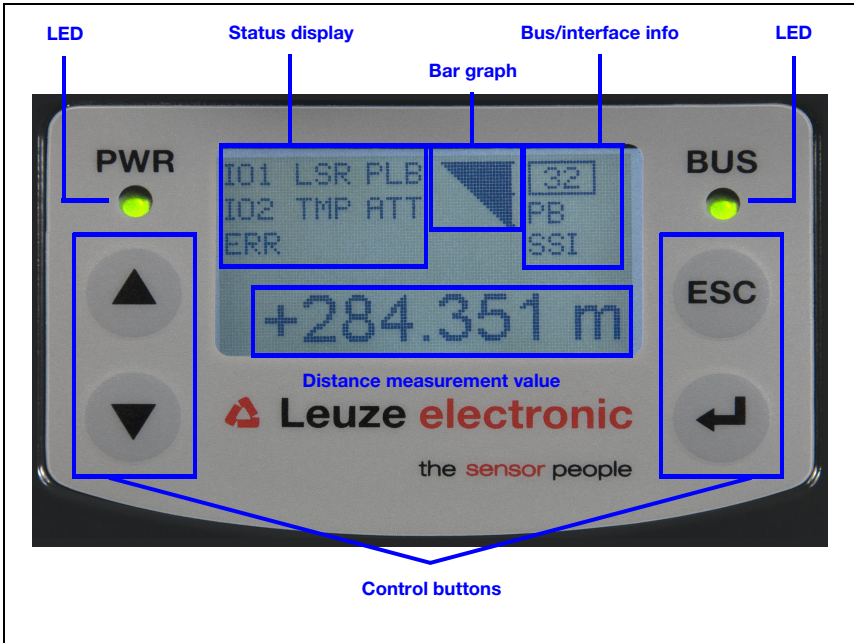 LED Status display Bus/interface info LED
Bar graph
PWR BUS
IO1 LSR PLB 32
IO2 TMP ATT PB
ERR SSI
ESC
+284.351 m
Distance measurement value
Leuze electronic
the sensor people
Control buttons